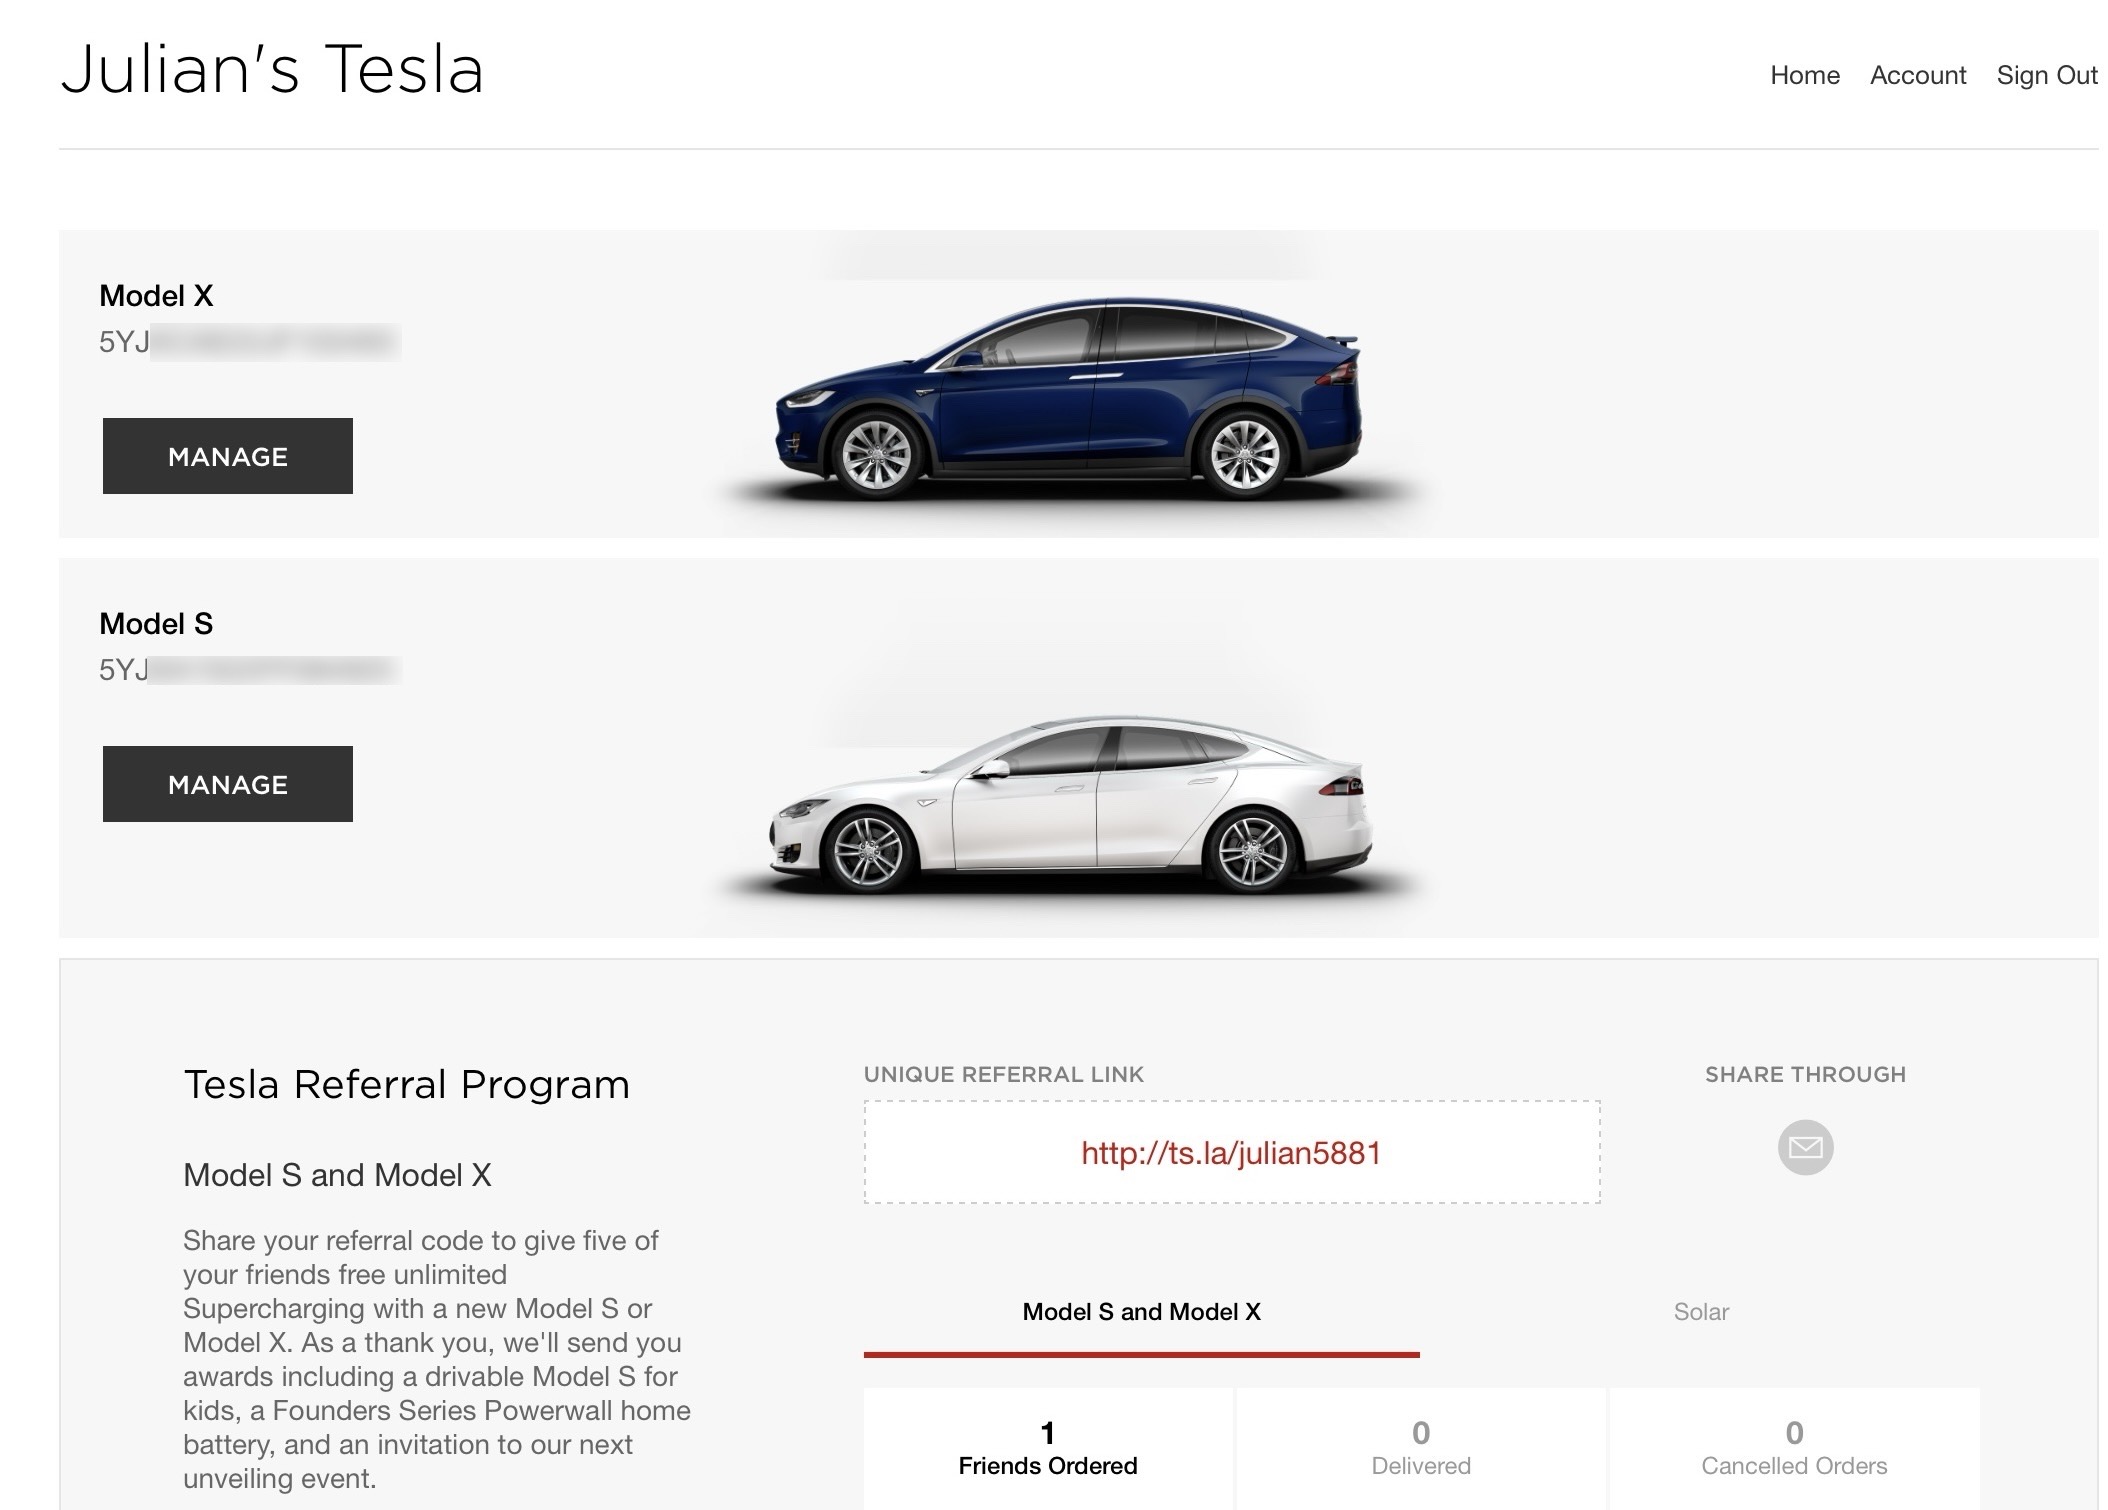 Julian's Tesla
Home Account Sign Out
Model X
5YJ
MANAGE
Model S
5YJ
MANAGE
Tesla Referral Program
Model S and Model X
Share your referral code to give five of
your friends free unlimited
Supercharging with a new Model S or
Model X. As a thank you, we'll send you
awards including a drivable Model S for
kids, a Founders Series Powerwall home
battery, and an invitation to our next
unveiling event.
UNIQUE REFERRAL LINK
http://ts.la/julian5881
SHARE THROUGH
Model S and Model X
Solar
1
Friends Ordered
0
Delivered
0
Cancelled Orders